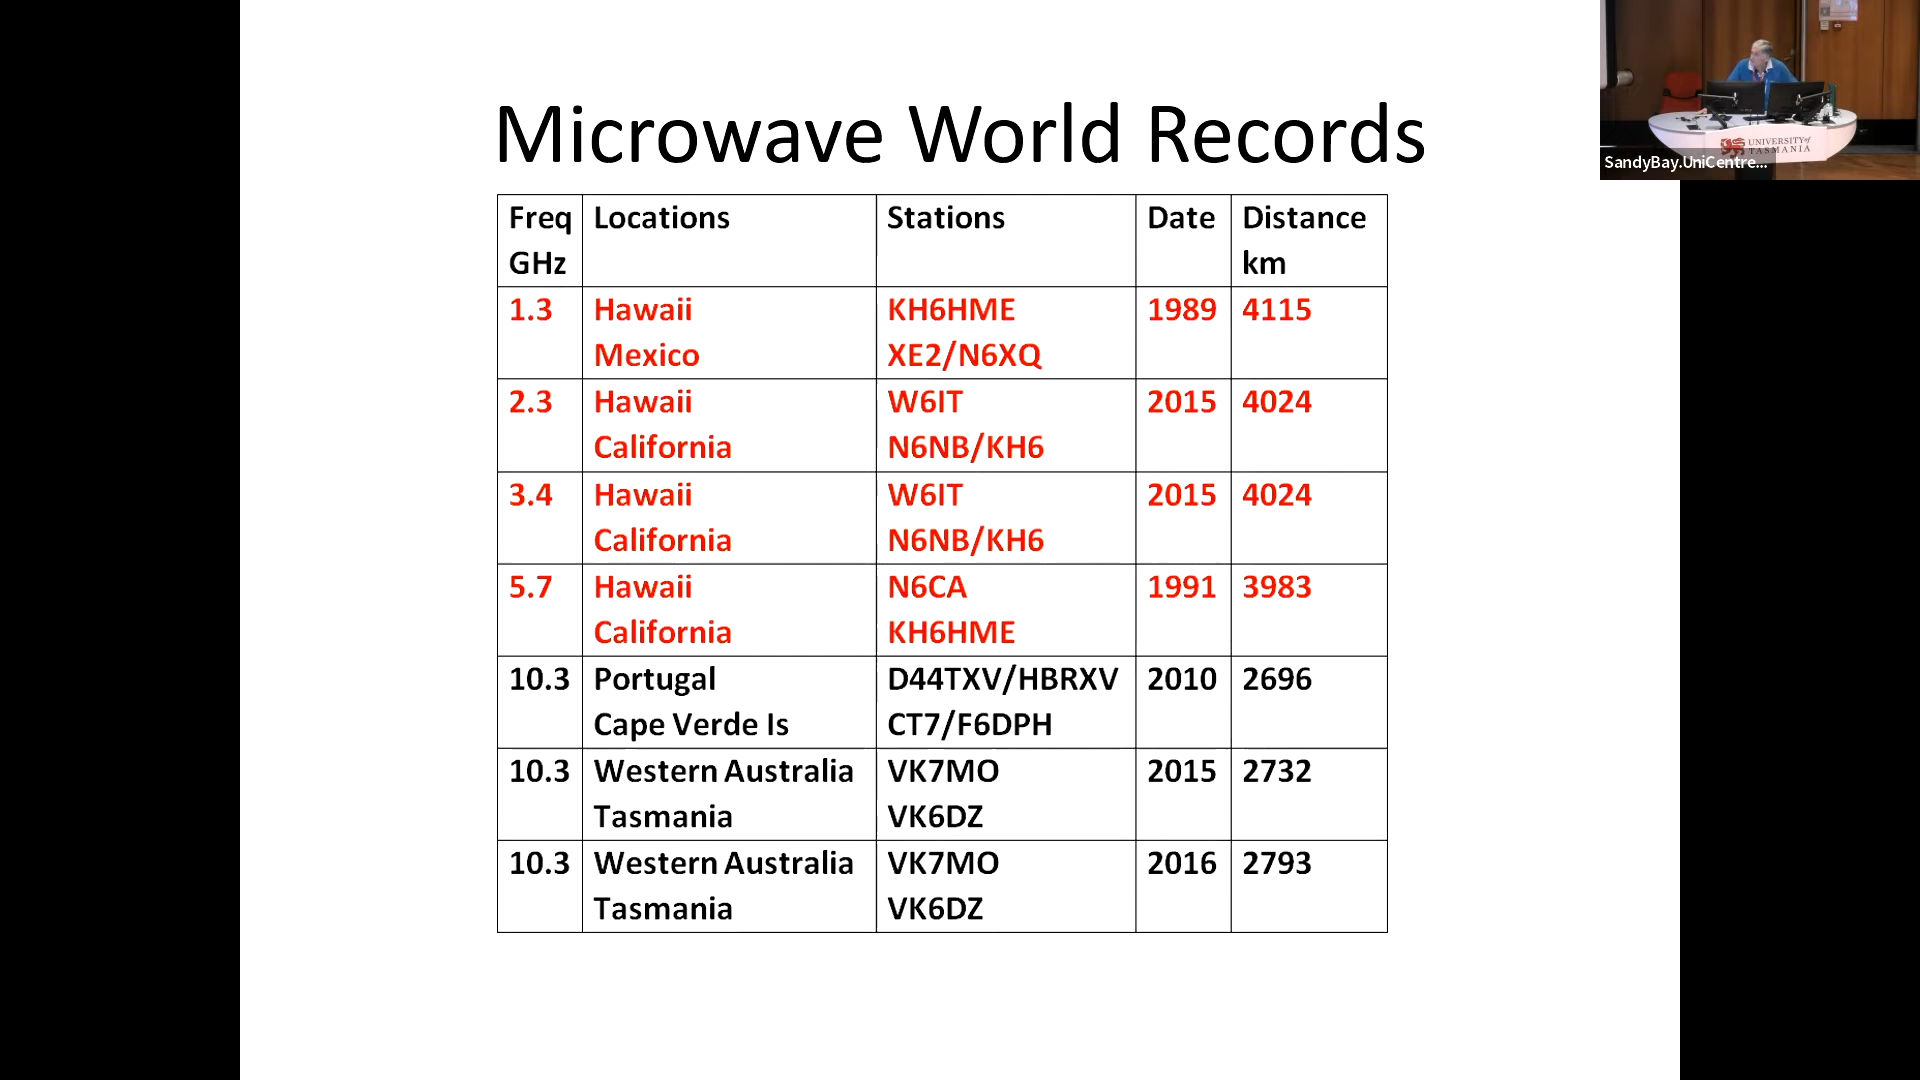 Microwave World Records
Freq GHz Locations Stations Date Distance km
1.3 Hawaii Mexico KH6HME XE2/N6XQ 1989 4115
2.3 Hawaii California W6IT N6NB/KH6 2015 4024
3.4 Hawaii California W6IT N6NB/KH6 2015 4024
5.7 Hawaii California N6CA KH6HME 1991 3983
10.3 Portugal Cape Verde Is D44TXV/HBRXV CT7/F6DPH 2010 2696
10.3 Western Australia Tasmania VK7MO VK6DZ 2015 2732
10.3 Western Australia Tasmania VK7MO VK6DZ 2016 2793
UNIVERSITY of
TASMANIA
SandyBay.UniCentre...